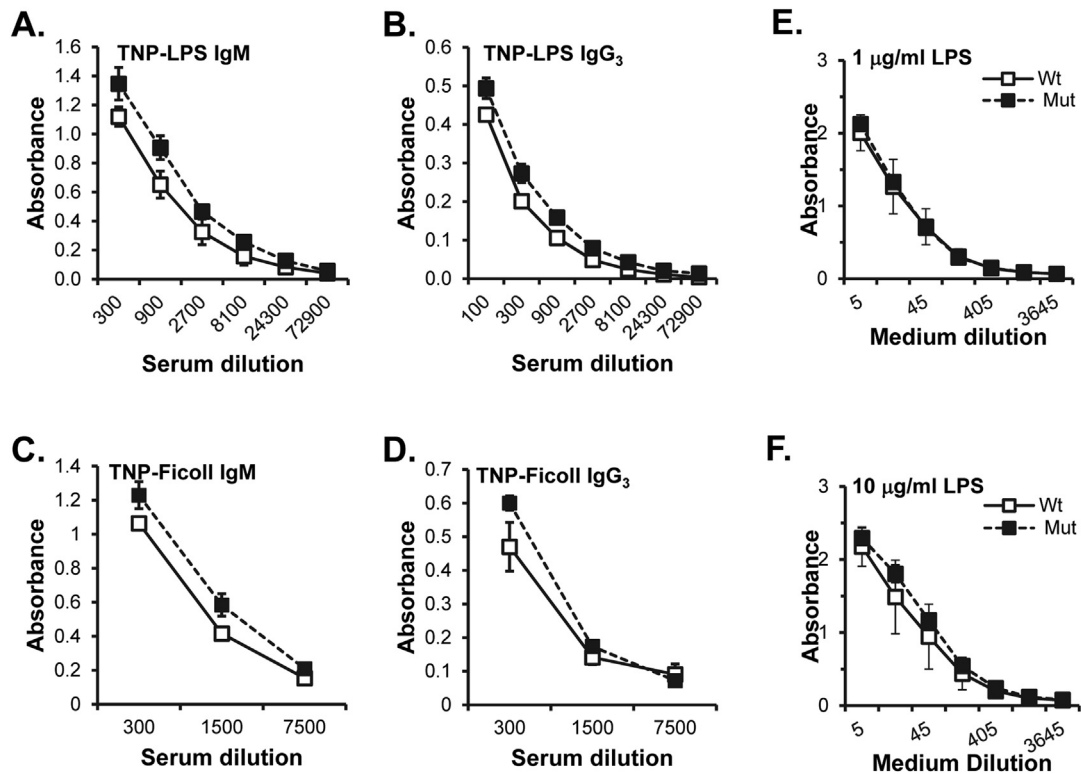 A.
TNP-LPS IgM
Absorbance
1.6
1.4
1.2
1.0
0.8
0.6
0.4
0.2
0.0
300
900
2700
8100
24300
72900
Serum dilution
B.
TNP-LPS IgG3
Absorbance
0.6
0.5
0.4
0.3
0.2
0.1
0.0
100
300
900
2700
8100
24300
72900
Serum dilution
E.
1 µg/ml LPS
Wt
Mut
Absorbance
3
2
1
0
5
45
405
3645
Medium dilution
C.
TNP-Ficoll IgM
Absorbance
1.4
1.2
1
0.8
0.6
0.4
0.2
0
300
1500
7500
Serum dilution
D.
TNP-Ficoll IgG3
Absorbance
0.7
0.6
0.5
0.4
0.3
0.2
0.1
0
300
1500
7500
Serum dilution
F.
10 µg/ml LPS
Wt
Mut
Absorbance
3
2
1
0
5
45
405
3645
Medium Dilution